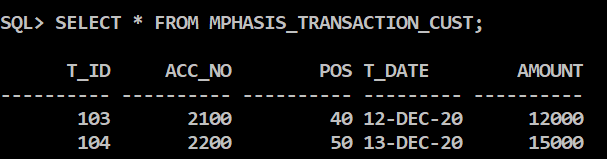 SQL> SELECT * FROM MPHASIS_TRANSACTION_CUST;
      T_ID     ACC_NO        POS T_DATE        AMOUNT
---------- ---------- ---------- --------- ----------
       103       2100         40 12-DEC-20      12000
       104       2200         50 13-DEC-20      15000